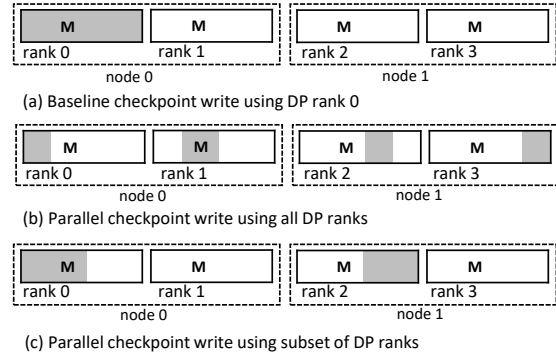 M M M M
rank 0 rank 1 rank 2 rank 3
node 0 node 1
(a) Baseline checkpoint write using DP rank 0
M M M M
rank 0 rank 1 rank 2 rank 3
node 0 node 1
(b) Parallel checkpoint write using all DP ranks
M M M M
rank 0 rank 1 rank 2 rank 3
node 0 node 1
(c) Parallel checkpoint write using subset of DP ranks